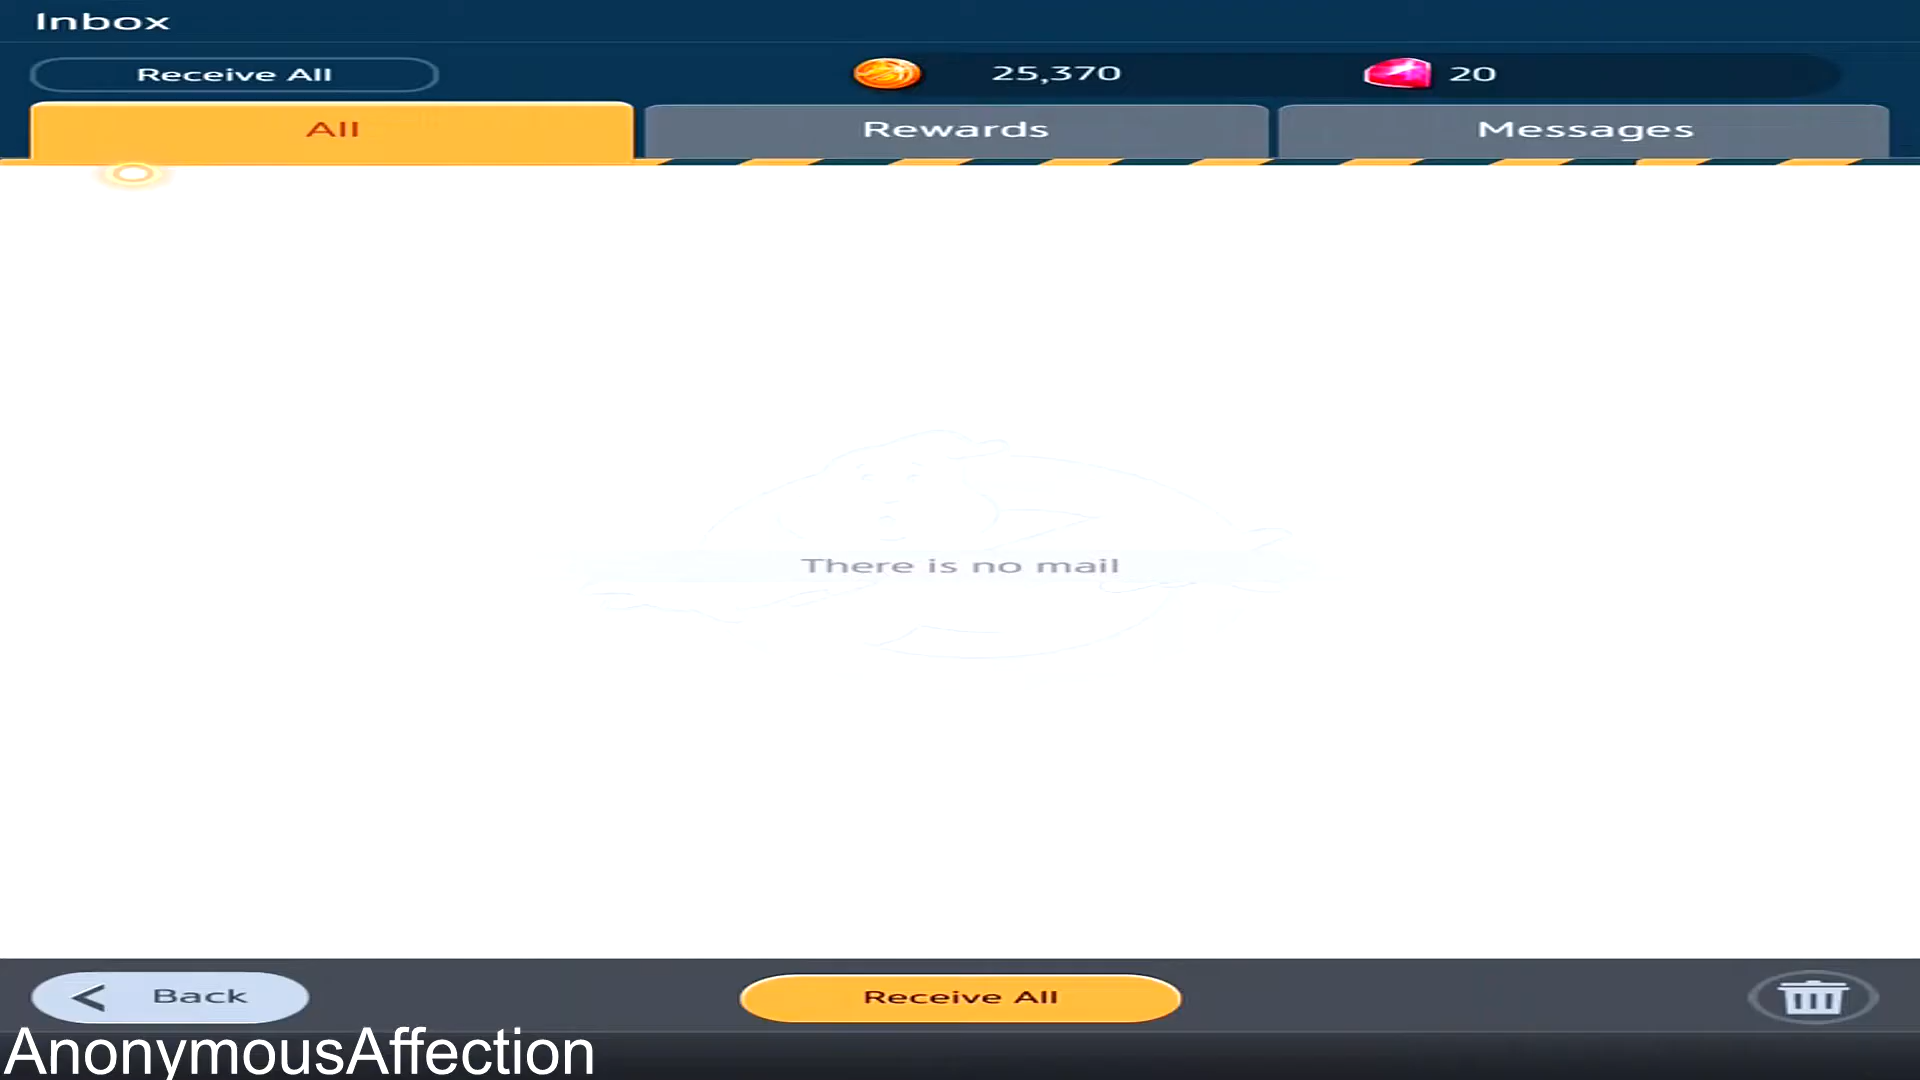 Inbox
Receive All
25,370
20
All
Rewards
Messages
There is no mail
< Back
Receive All
AnonymousAffection